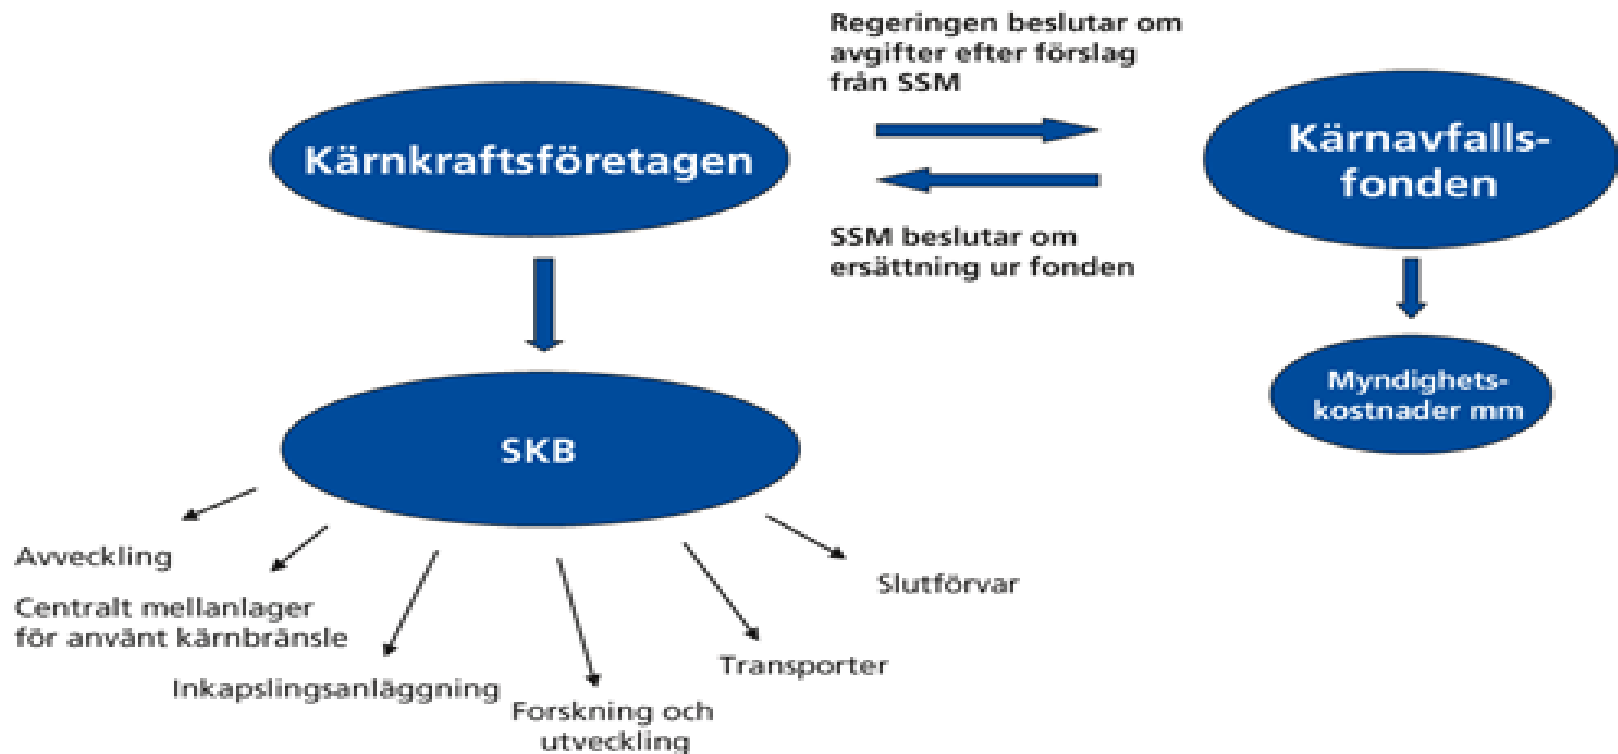 Regeringen beslutar om
avgifter efter förslag
från SSM
Kärnkraftsföretagen
Kärnavfalls-
fonden
SSM beslutar om
ersättning ur fonden
Myndighets-
kostnader mm
SKB
Avveckling
Centralt mellanlager
för använt kärnbränsle
Inkapslingsanläggning
Forskning och
utveckling
Transporter
Slutförvar